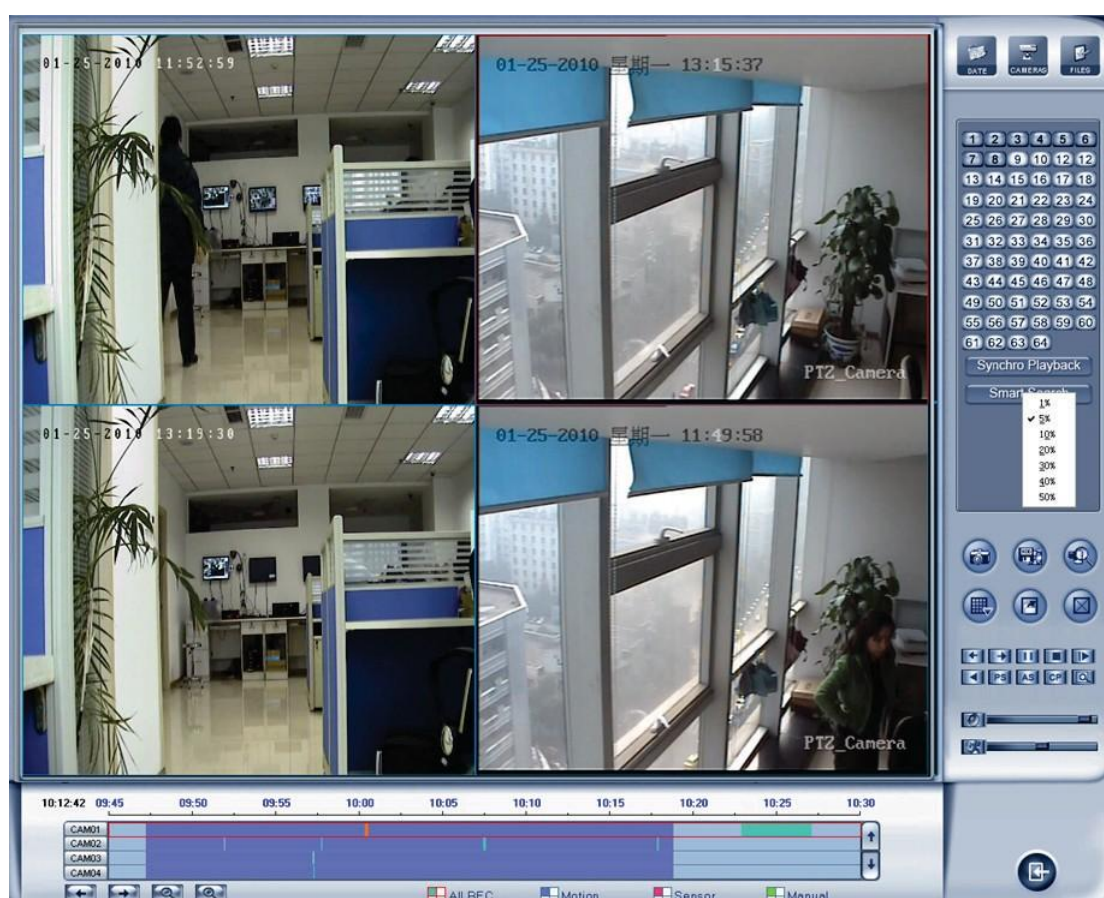 01-25-2010 11:52:59
01-25-2010 星期一 13:15:37
PTZ_Camera
01-25-2010 13:19:30
01-25-2010 星期一 11:49:58
PTZ_Camera
DATE CAMERAS FILES
1 2 3 4 5 6
7 8 9 10 12 12
13 14 15 16 17 18
19 20 21 22 23 24
25 26 27 28 29 30
31 32 33 34 35 36
37 38 39 40 41 42
43 44 45 46 47 48
49 50 51 52 53 54
55 56 57 58 59 60
61 62 63 64
Synchro Playback
Smart Search
1%
5%
10%
20%
30%
40%
50%
PS AS CP
10:12:42 09:45 09:50 09:55 10:00 10:05 10:10 10:15 10:20 10:25 10:30
CAM01
CAM02
CAM03
CAM04
All REC Motion Sensor Manual